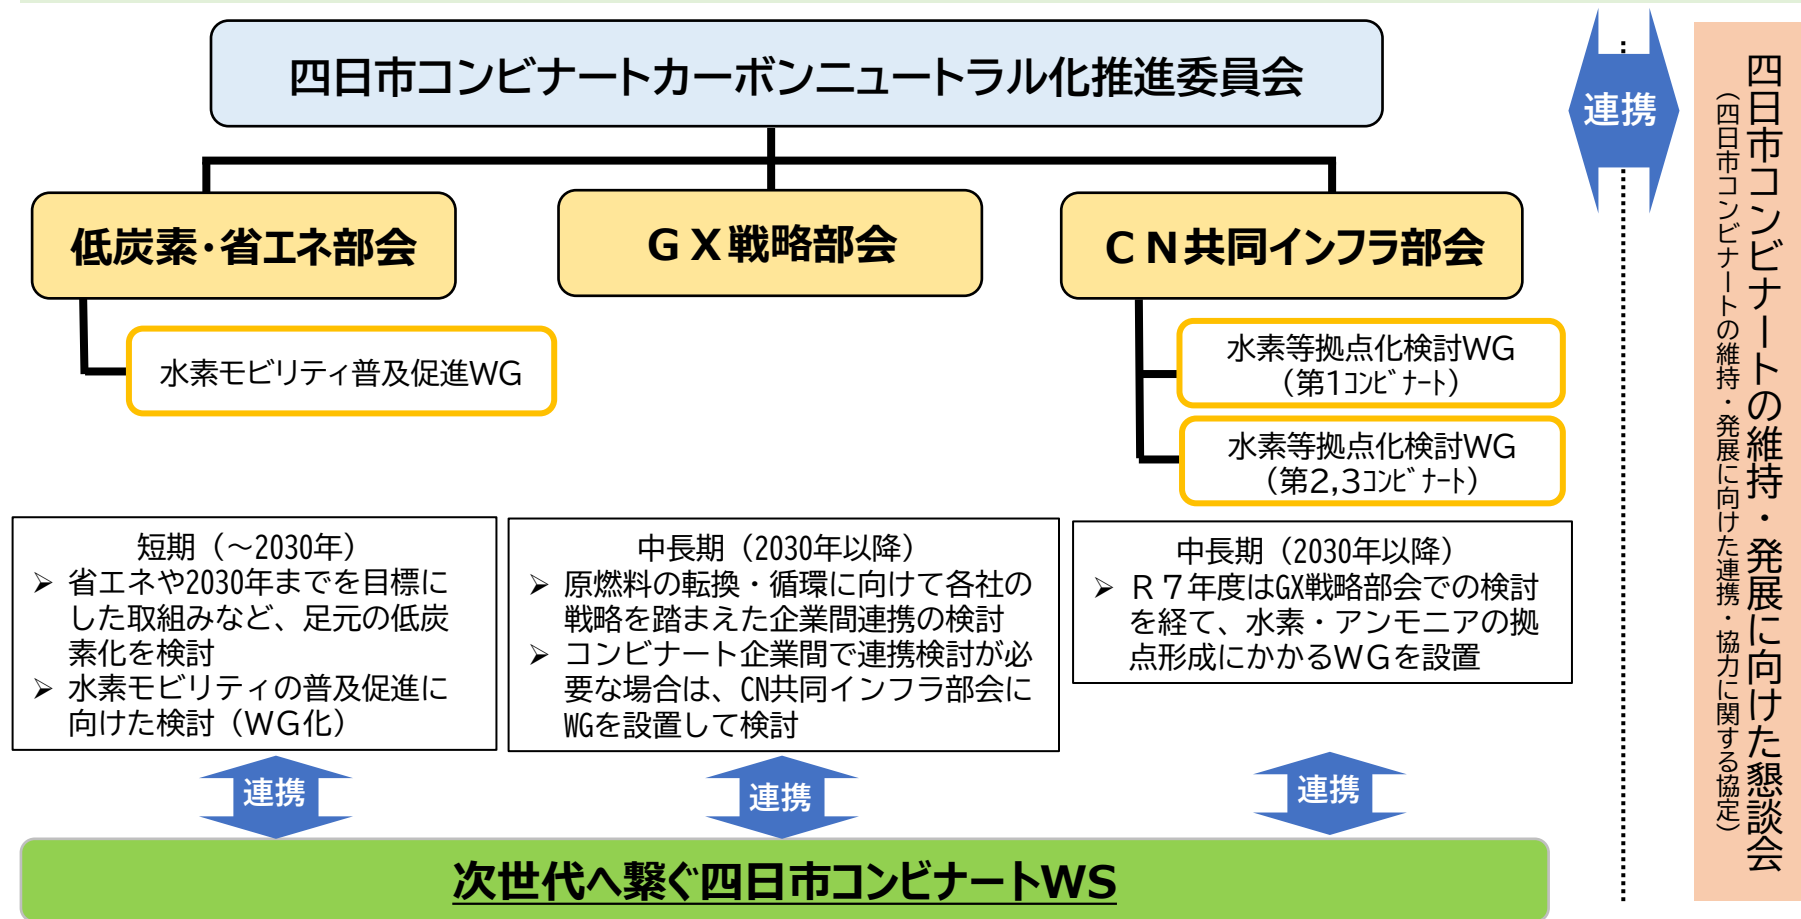 四日市コンビナートカーボンニュートラル化推進委員会
連携
低炭素・省エネ部会
ＧＸ戦略部会
ＣＮ共同インフラ部会
水素モビリティ普及促進WG
水素等拠点化検討WG
（第1ｺﾝﾋﾞﾅｰﾄ）
水素等拠点化検討WG
（第2,3ｺﾝﾋﾞﾅｰﾄ）
短期（～2030年）
➢ 省エネや2030年までを目標に
した取組みなど、足元の低炭
素化を検討
➢ 水素モビリティの普及促進に
向けた検討（ＷＧ化）
中長期（2030年以降）
➢ 原燃料の転換・循環に向けて各社の
戦略を踏まえた企業間連携の検討
➢ コンビナート企業間で連携検討が必
要な場合は、CN共同インフラ部会に
WGを設置して検討
中長期（2030年以降）
➢ Ｒ７年度はGX戦略部会での検討
を経て、水素・アンモニアの拠
点形成にかかるＷＧを設置
連携
連携
連携
次世代へ繋ぐ四日市コンビナートWS
四日市コンビナートの維持・発展に向けた懇談会
（四日市コンビナートの維持・発展に向けた連携・協力に関する協定）